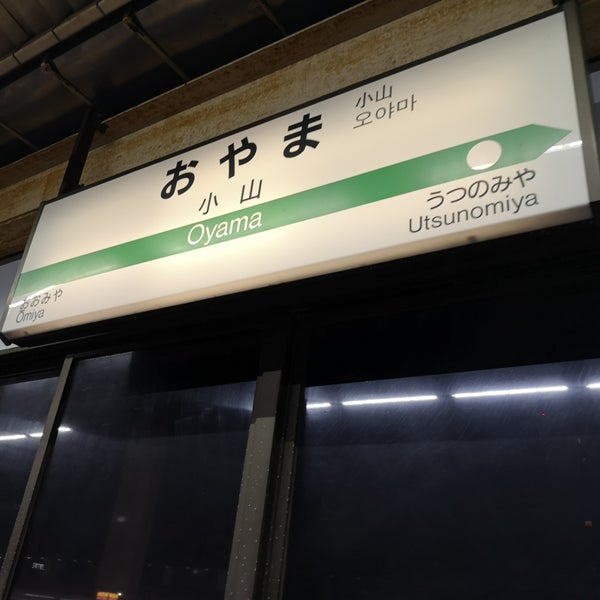 おやま
小山
오야마
小山
Oyama
おおみや
Omiya
うつのみや
Utsunomiya